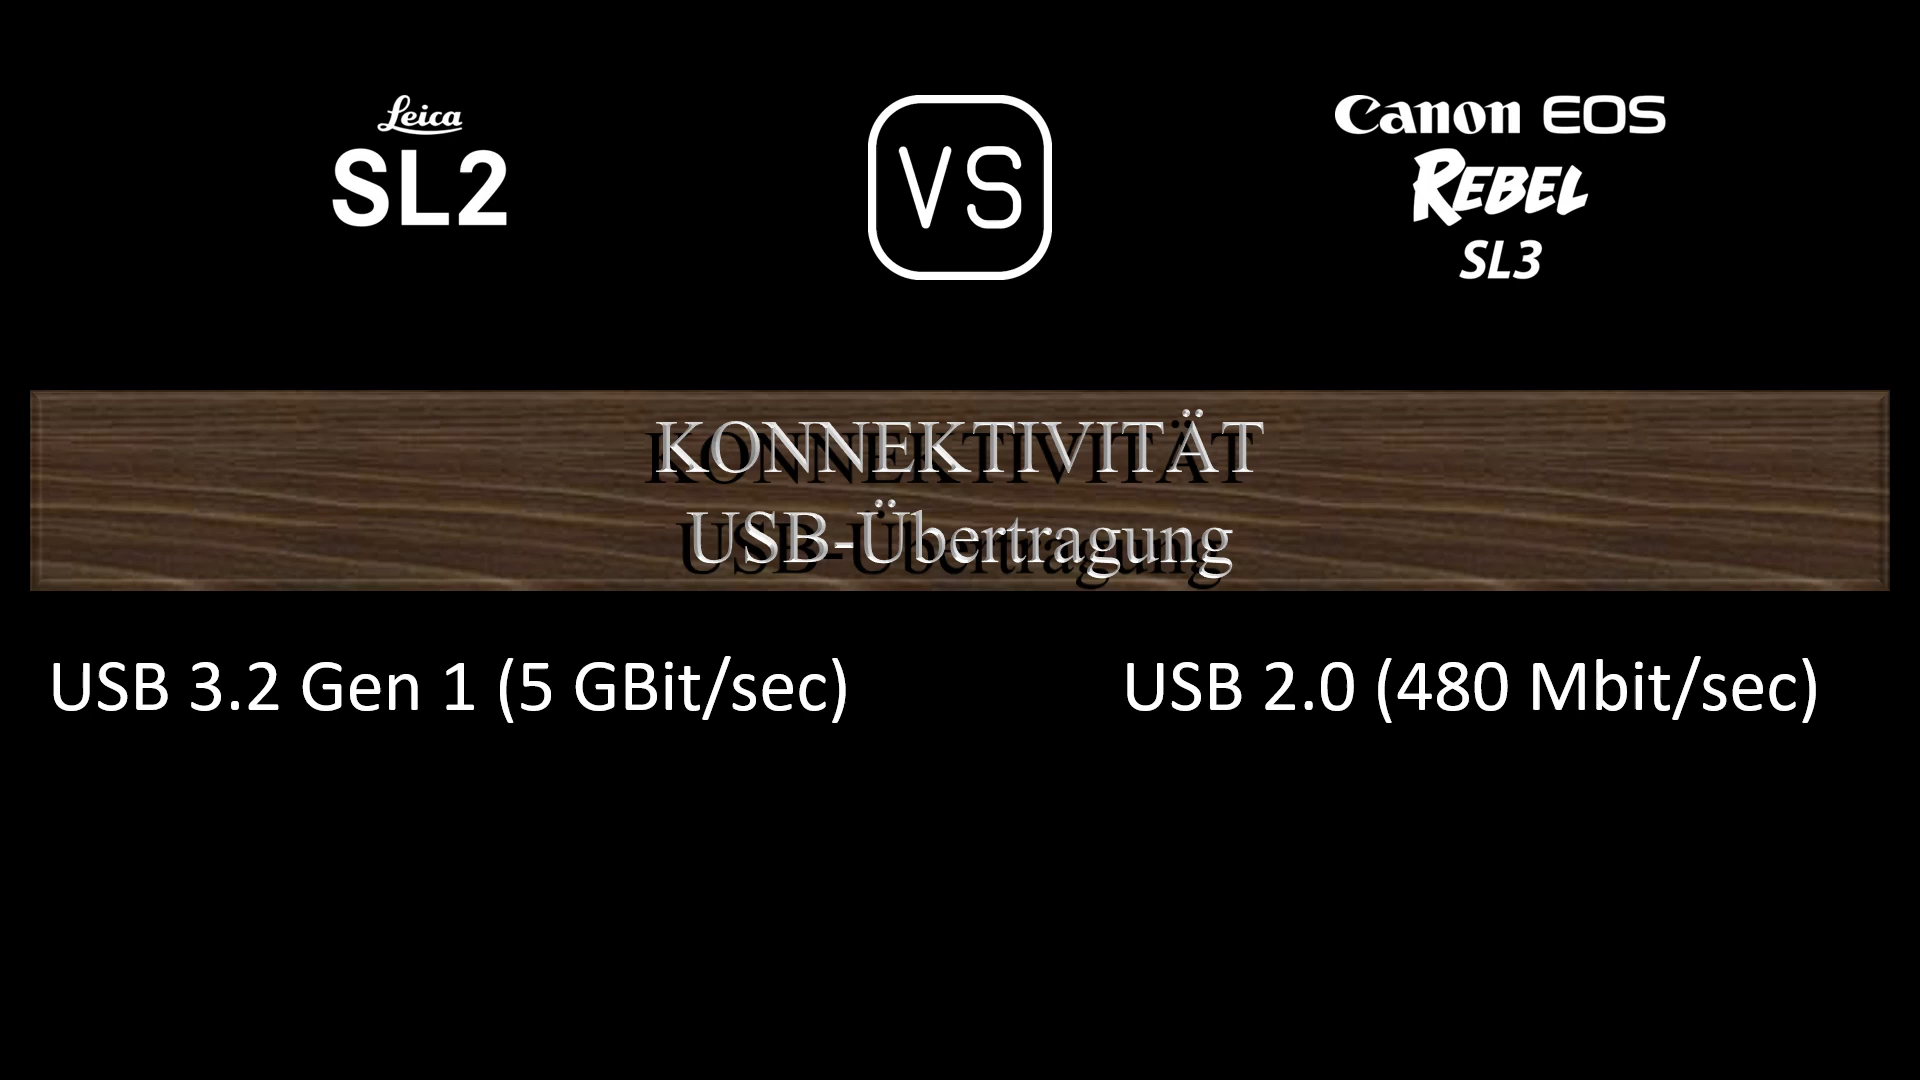 Leica
SL2
VS
Canon EOS
REBEL
SL3
KONNEKTIVITÄT
USB-Übertragung
USB 3.2 Gen 1 (5 GBit/sec)
USB 2.0 (480 Mbit/sec)